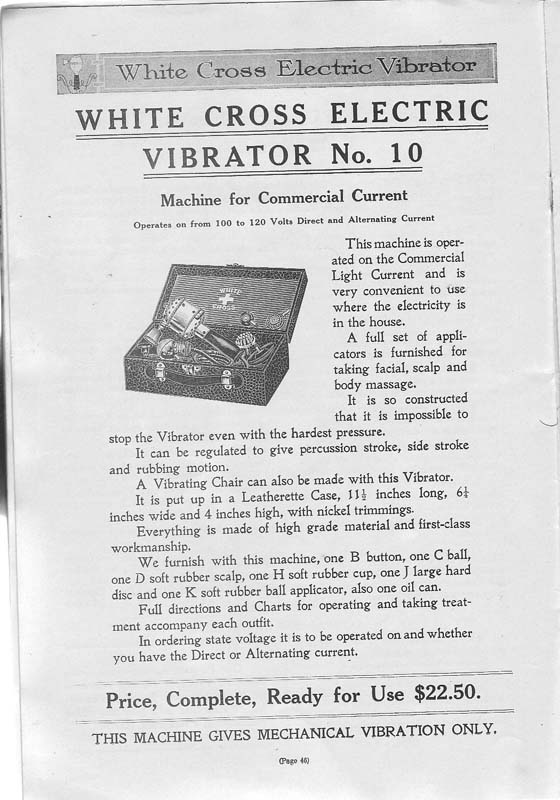 White Cross Electric Vibrator
WHITE CROSS ELECTRIC
VIBRATOR No. 10
Machine for Commercial Current
Operates on from 100 to 120 Volts Direct and Alternating Current
WHITE
CROSS
This machine is oper-
ated on the Commercial
Light Current and is
very convenient to use
where the electricity is
in the house.
A full set of appli-
cators is furnished for
taking facial, scalp and
body massage.
It is so constructed
that it is impossible to
stop the Vibrator even with the hardest pressure.
It can be regulated to give percussion stroke, side stroke
and rubbing motion.
A Vibrating Chair can also be made with this Vibrator.
It is put up in a Leatherette Case, 11½ inches long, 6¼
inches wide and 4 inches high, with nickel trimmings.
Everything is made of high grade material and first-class
workmanship.
We furnish with this machine, one B button, one C ball,
one D soft rubber scalp, one H soft rubber cup, one J large hard
disc and one K soft rubber ball applicator, also one oil can.
Full directions and Charts for operating and taking treat-
ment accompany each outfit.
In ordering state voltage it is to be operated on and whether
you have the Direct or Alternating current.
Price, Complete, Ready for Use $22.50.
THIS MACHINE GIVES MECHANICAL VIBRATION ONLY.
(Page 46)